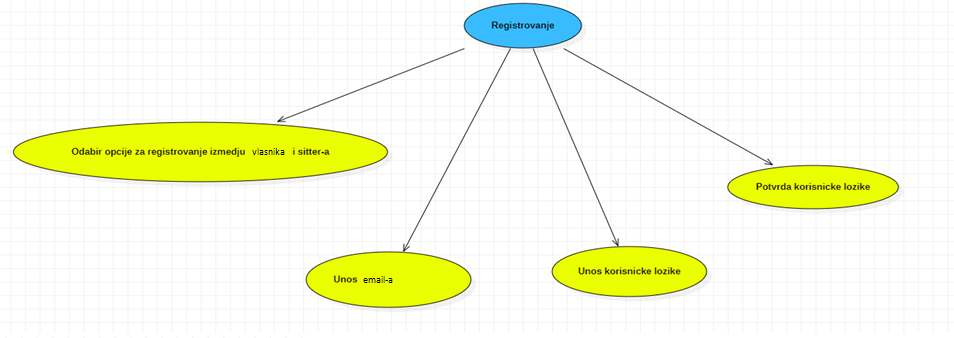 Registrovanje
Odabir opcije za registrovanje izmedju vlasnika i sitter-a
Potvrda korisnicke lozike
Unos email-a
Unos korisnicke lozike